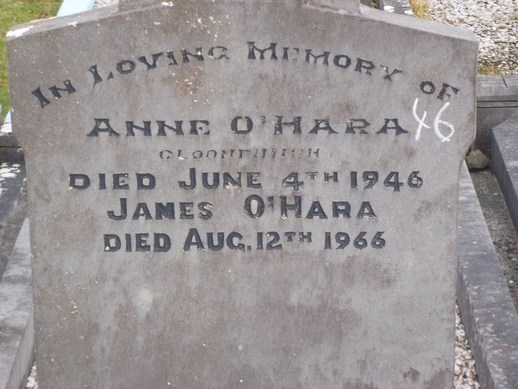 IN LOVING MEMORY OF
ANNE O'HARA 46
DIED JUNE 4TH 1946
JAMES O'HARA
DIED AUG. 12TH 1966